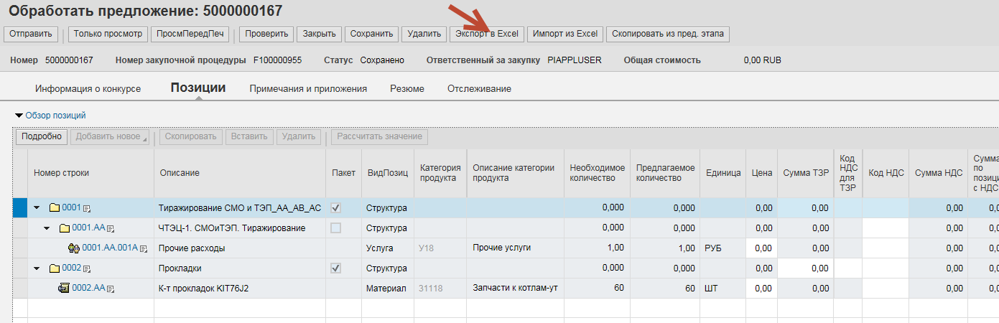 Обработать предложение: 5000000167
Отправить Только просмотр ПросмПередПеч Проверить Закрыть Сохранить Удалить Экспорт в Excel Импорт из Excel Скопировать из пред. этапа
Номер 5000000167 Номер закупочной процедуры F100000955 Статус Сохранено Ответственный за закупку PIAPPLUSER Общая стоимость 0,00 RUB
Информация о конкурсе Позиции Примечания и приложения Резюме Отслеживание
Обзор позиций
Подробно Добавить новое Скопировать Вставить Удалить Рассчитать значение
Номер строки Описание Пакет ВидПозиц Категория продукта Описание категории продукта Необходимое количество Предлагаемое количество Единица Цена Сумма ТЗР Код НДС для ТЗР Код НДС Сумма НДС Сумма по позици с НДС
0001 Тиражирование СМО и ТЭП_АА_АВ_АС Структура 0,000 0,000 0,00 0,00 0,00 0,00
0001.AA ЧТЭЦ-1. СМОиТЭП. Тиражирование Структура 0,000 0,000 0,00 0,00 0,00 0,00
0001.AA.001A Прочие расходы Услуга У18 Прочие услуги 1,00 1,00 РУБ 0,00 0,00 0,00 0,00
0002 Прокладки Структура 0,000 0,000 0,00 0,00 0,00 0,00
0002.AA К-т прокладок KIT76J2 Материал 31118 Запчасти к котлам-ут 60 60 ШТ 0,00 0,00 0,00 0,00